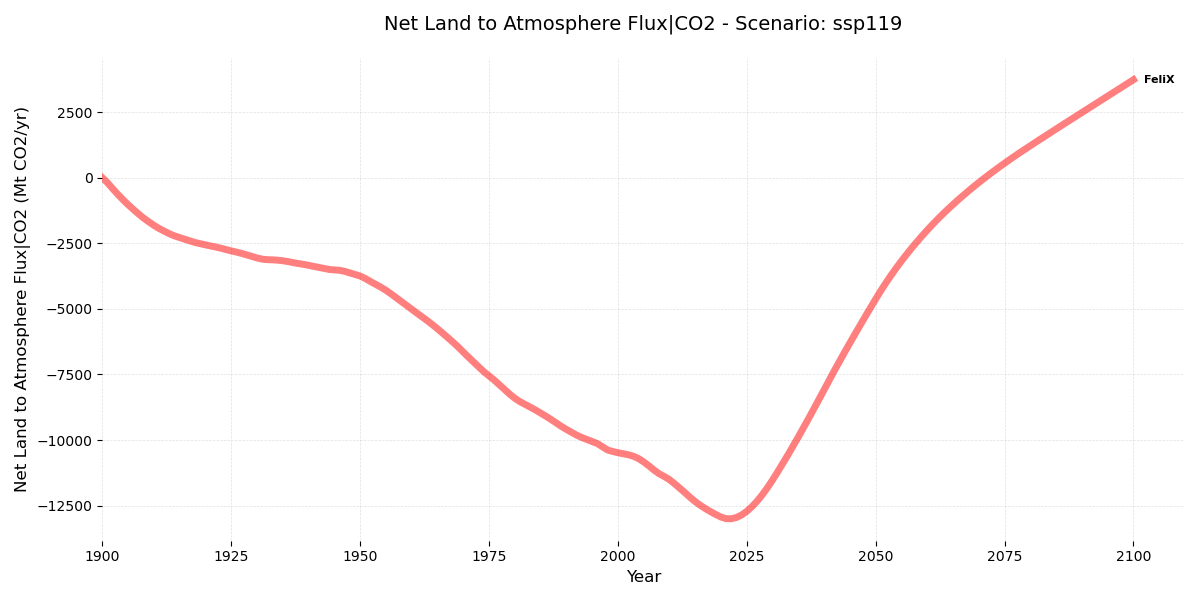 Net Land to Atmosphere Flux|CO2 - Scenario: ssp119
Net Land to Atmosphere Flux|CO2 (Mt CO2/yr)
2500
0
−2500
−5000
−7500
−10000
−12500
FeliX
1900 1925 1950 1975 2000 2025 2050 2075 2100
Year